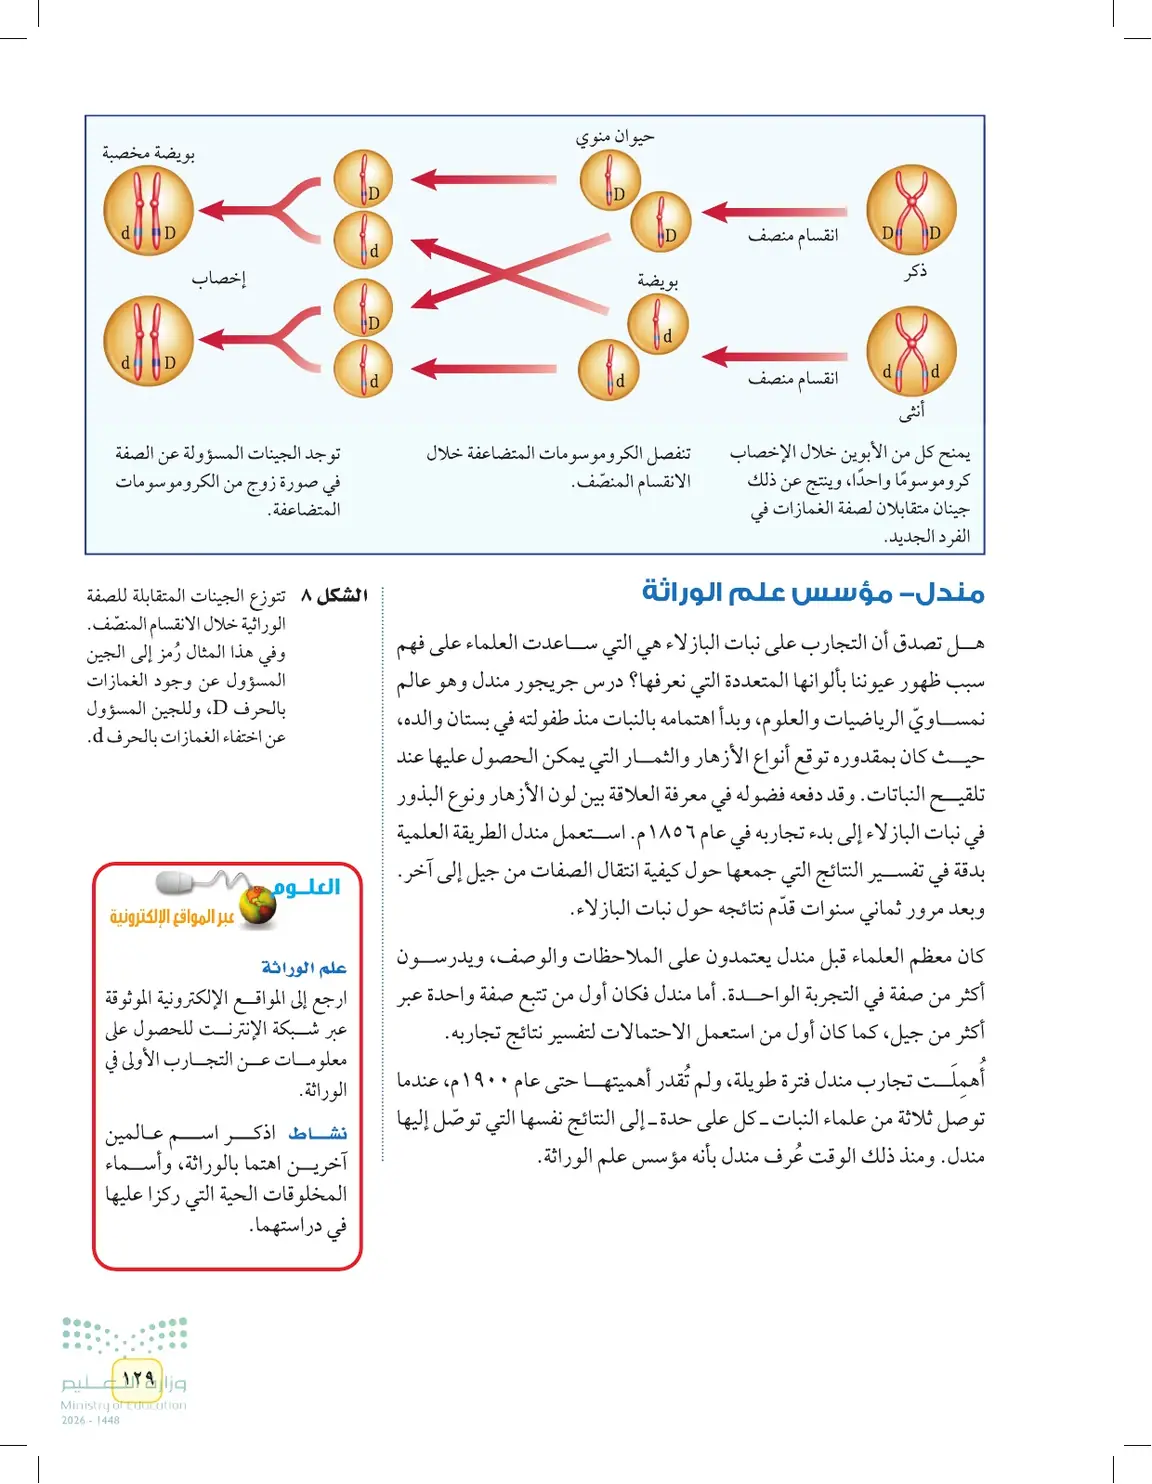 حيوان منوي
بويضة مخصبة
D
D
D
d
D
D
D
انقسام منصف
d
ذكر
إخصاب
بويضة
D
d
D
d
d
d
انقسام منصف
d
d
d
أنثى
يمنح كل من الأبوين خلال الإخصاب
كروموسومًا واحدًا، وينتج عن ذلك
جينان متقابلان لصفة الغمازات في
الفرد الجديد.
تنفصل الكروموسومات المتضاعفة خلال
الانقسام المنصّف.
توجد الجينات المسؤولة عن الصفة
في صورة زوج من الكروموسومات
المتضاعفة.
الشكل ٨ تتوزع الجينات المتقابلة للصفة
الوراثية خلال الانقسام المنصّف.
وفي هذا المثال رُمز إلى الجين
المسؤول عن وجود الغمازات
بالحرف D، وللجين المسؤول
عن اختفاء الغمازات بالحرف d.
مندل- مؤسس علم الوراثة
هـل تصدق أن التجارب على نبات البازلاء هي التي ساعدت العلماء على فهم
سبب ظهور عيوننا بألوانها المتعددة التي نعرفها؟ درس جريجور مندل وهو عالم
نمساويّ الرياضيات والعلوم، وبدأ اهتمامه بالنبات منذ طفولته في بستان والده،
حيث كان بمقدوره توقع أنواع الأزهار والثمار التي يمكن الحصول عليها عند
تلقيح النباتات. وقد دفعه فضوله في معرفة العلاقة بين لون الأزهار ونوع البذور
في نبات البازلاء إلى بدء تجاربه في عام ١٨٥٦م. استعمل مندل الطريقة العلمية
بدقة في تفسير النتائج التي جمعها حول كيفية انتقال الصفات من جيل إلى آخر.
وبعد مرور ثماني سنوات قدّم نتائجه حول نبات البازلاء.
كان معظم العلماء قبل مندل يعتمدون على الملاحظات والوصف، ويدرسون
أكثر من صفة في التجربة الواحدة. أما مندل فكان أول من تتبع صفة واحدة عبر
أكثر من جيل، كما كان أول من استعمل الاحتمالات لتفسير نتائج تجاربه.
أُهمِلَت تجارب مندل فترة طويلة، ولم تُقدر أهميتها حتى عام ١٩٠٠م، عندما
توصل ثلاثة من علماء النبات ـ كل على حدة ـ إلى النتائج نفسها التي توصّل إليها
مندل. ومنذ ذلك الوقت عُرف مندل بأنه مؤسس علم الوراثة.
العلـوم
عبر المواقع الإلكترونية
علم الوراثة
ارجع إلى المواقع الإلكترونية الموثوقة
عبر شبكة الإنترنت للحصول على
معلومات عن التجارب الأولى في
الوراثة.
نشاط اذكر اسم عالمين
آخرين اهتما بالوراثة، وأسماء
المخلوقات الحية التي ركزا عليها
في دراستهما.
وزارة التعليم
١٢٩
Ministry of Education
2026 - 1448